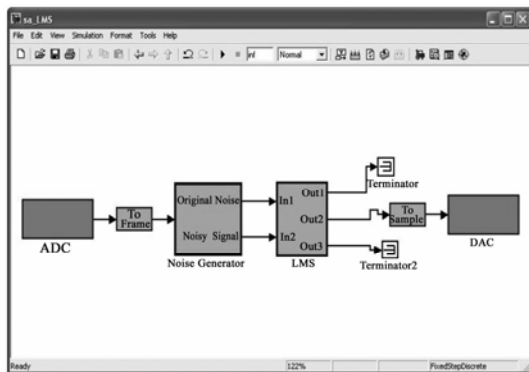 sa_LMS
File Edit View Simulation Format Tools Help
inf Normal
Original Noise
Noisy Signal
Noise Generator
ADC
To
Frame
In1
In2
Out1
Out2
Out3
LMS
Terminator
Terminator2
To
Sample
DAC
Ready 122% FixedStepDiscrete